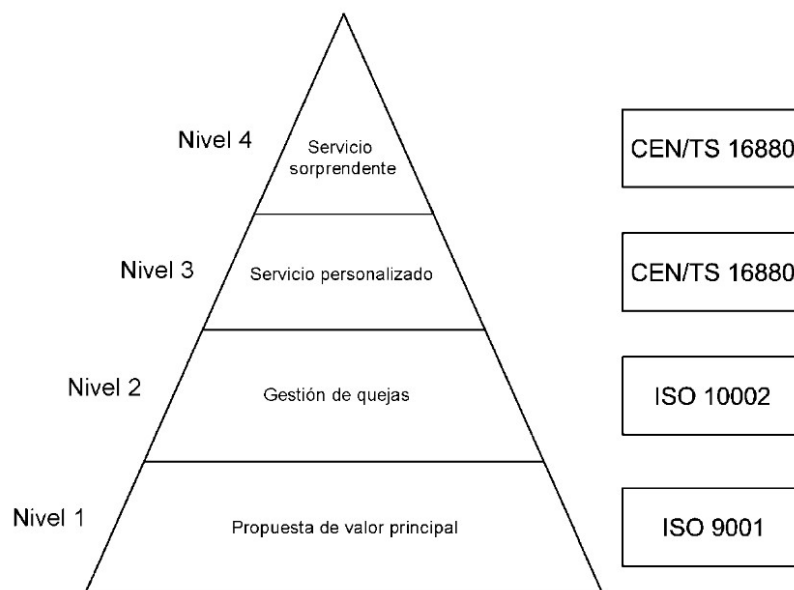 Nivel 4
Servicio
sorprendente
CEN/TS 16880
Nivel 3
Servicio personalizado
CEN/TS 16880
Nivel 2
Gestión de quejas
ISO 10002
Nivel 1
Propuesta de valor principal
ISO 9001